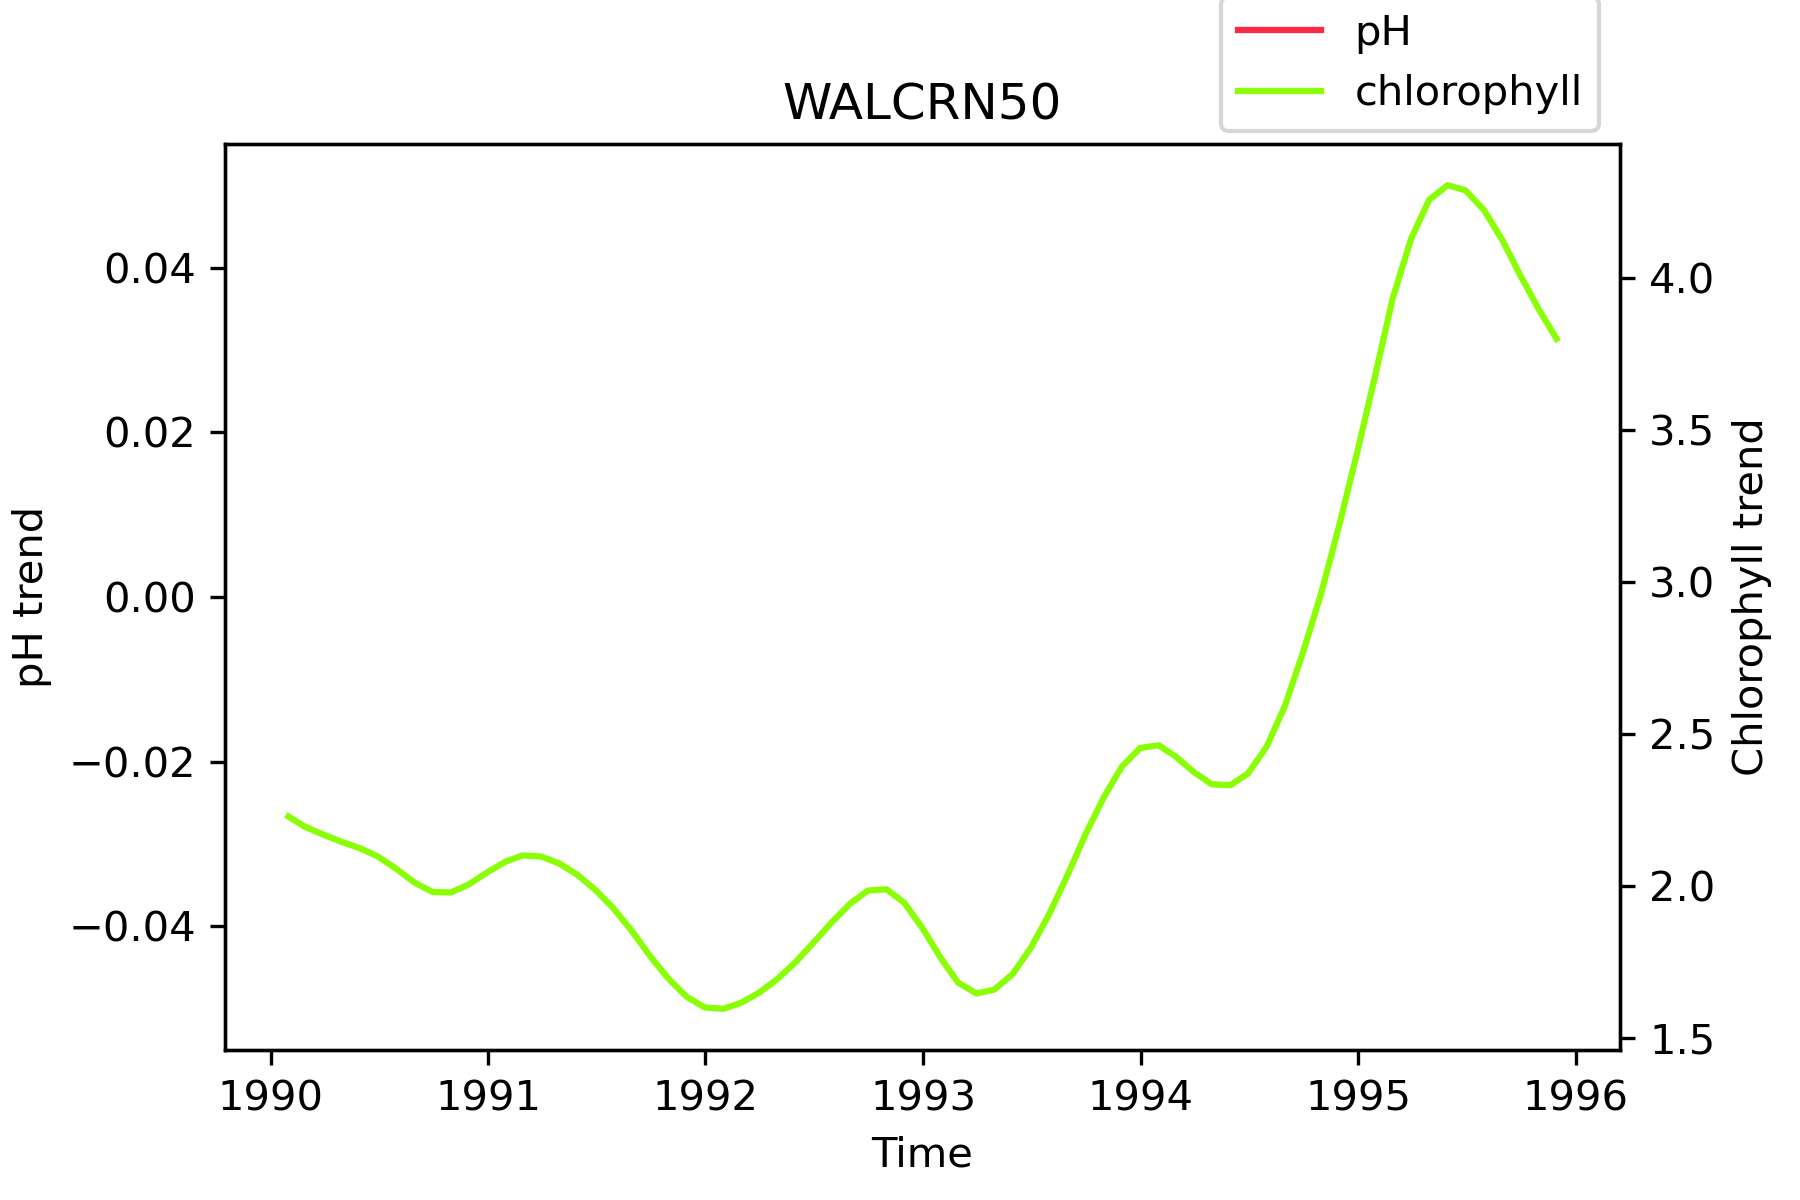 pH
chlorophyll
WALCRN50
0.04
0.02
0.00
−0.02
−0.04
pH trend
4.0
3.5
3.0
2.5
2.0
1.5
Chlorophyll trend
1990 1991 1992 1993 1994 1995 1996
Time